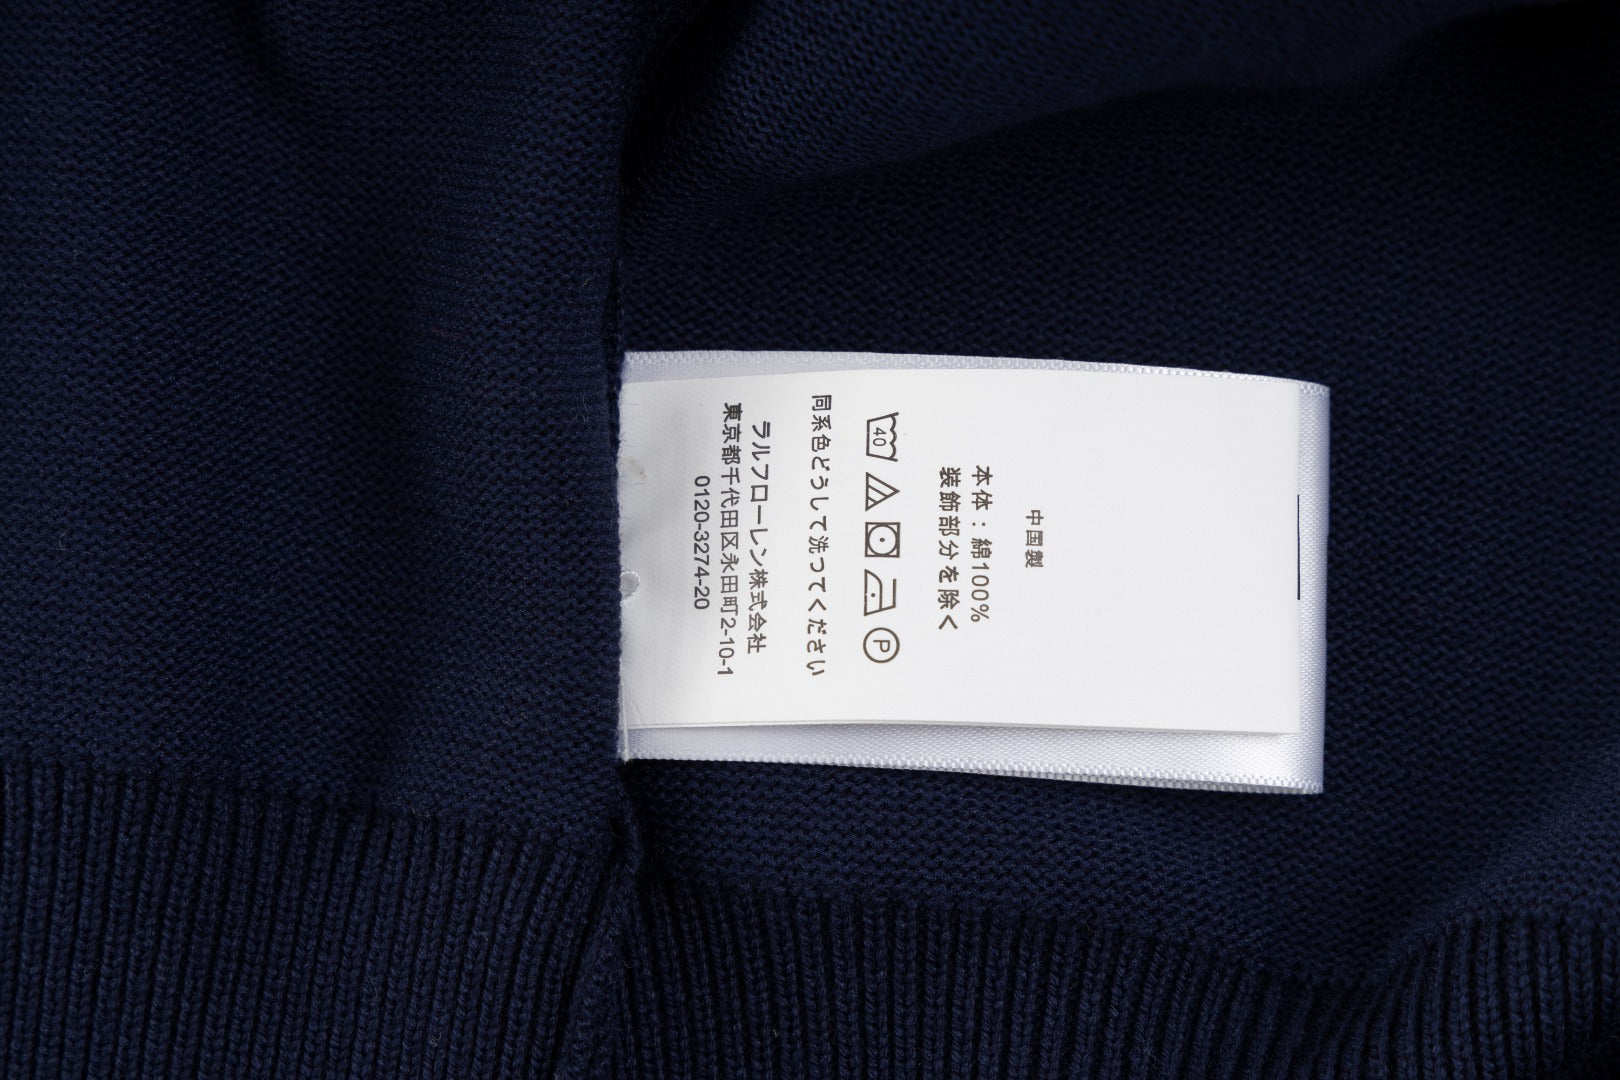 中国製
本体：綿100%
装飾部分を除く
40
P
同系色どうして洗ってください
ラルフローレン株式会社
東京都千代田区永田町2-10-1
0120-3274-20